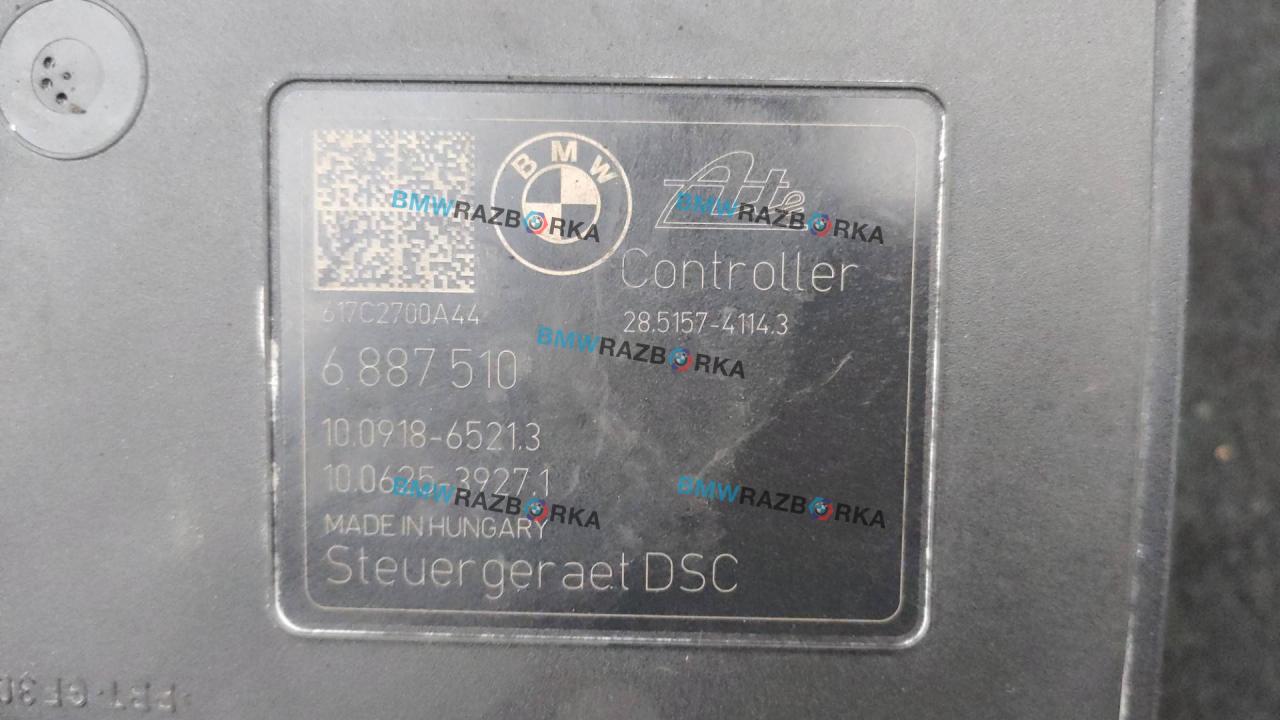 BMW
Ate
Controller
617C2700A44
28.5157-4114.3
6 887 510
10.0918-6521.3
10.0625-3927.1
MADE IN HUNGARY
Steuergeraet DSC
BMWRAZBORKA
BMWRAZBORKA
BMWRAZBORKA
BMWRAZBORKA
BMWRAZBORKA